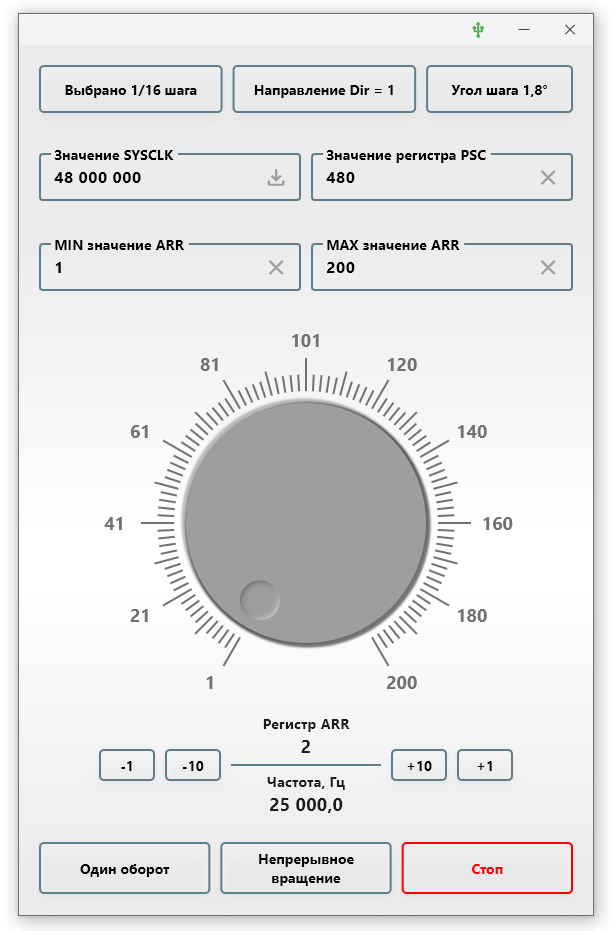 Выбрано 1/16 шага
Направление Dir = 1
Угол шага 1,8°
Значение SYSCLK
48 000 000
Значение регистра PSC
480
MIN значение ARR
1
MAX значение ARR
200
101
81
120
61
140
41
160
21
180
1
200
Регистр ARR
2
-1
-10
+10
+1
Частота, Гц
25 000,0
Один оборот
Непрерывное
вращение
Стоп